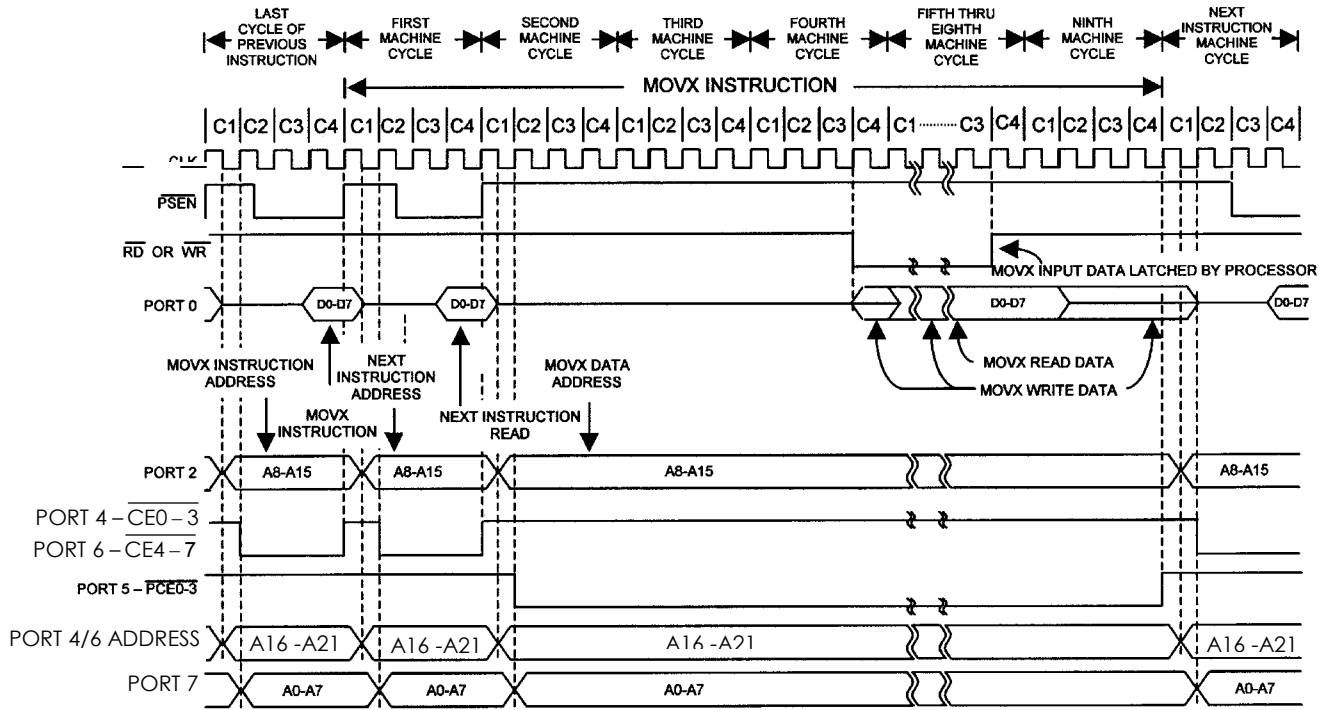 LAST
CYCLE OF
PREVIOUS
INSTRUCTION
FIRST
MACHINE
CYCLE
SECOND
MACHINE
CYCLE
THIRD
MACHINE
CYCLE
FOURTH
MACHINE
CYCLE
FIFTH THRU
EIGHTH
MACHINE
CYCLE
NINTH
MACHINE
CYCLE
NEXT
INSTRUCTION
MACHINE
CYCLE
MOVX INSTRUCTION
C1 C2 C3 C4 C1 C2 C3 C4 C1 C2 C3 C4 C1 C2 C3 C4 C1 C2 C3 C4 C1 ........ C3 C4 C1 C2 C3 C4 C1 C2 C3 C4
PSEN
RD OR WR
MOVX INPUT DATA LATCHED BY PROCESSOR
PORT 0 D0-D7 D0-D7 D0-D7 D0-D7
MOVX INSTRUCTION
ADDRESS
NEXT
INSTRUCTION
ADDRESS
MOVX DATA
ADDRESS
MOVX READ DATA
MOVX WRITE DATA
MOVX
INSTRUCTION
NEXT INSTRUCTION
READ
PORT 2 A8-A15 A8-A15 A8-A15 A8-A15
PORT 4 – CE0 – 3
PORT 6 – CE4 – 7
PORT 5 – PCE0-3
PORT 4/6 ADDRESS A16 -A21 A16 -A21 A16 -A21 A16 -A21
PORT 7 A0-A7 A0-A7 A0-A7 A0-A7